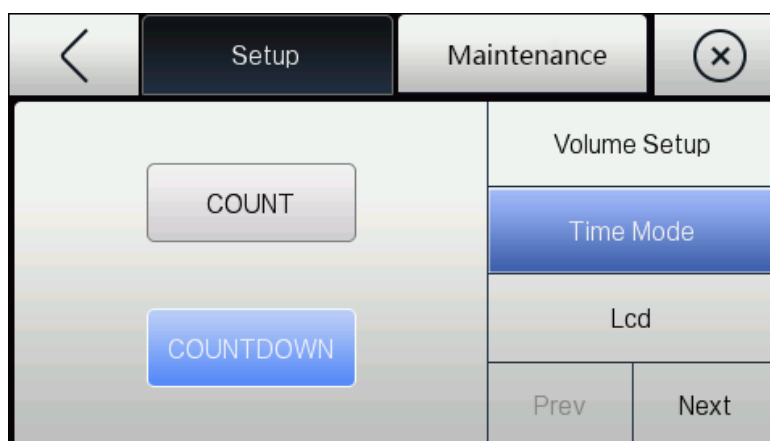 Setup
Maintenance
Volume Setup
COUNT
Time Mode
Lcd
COUNTDOWN
Prev
Next